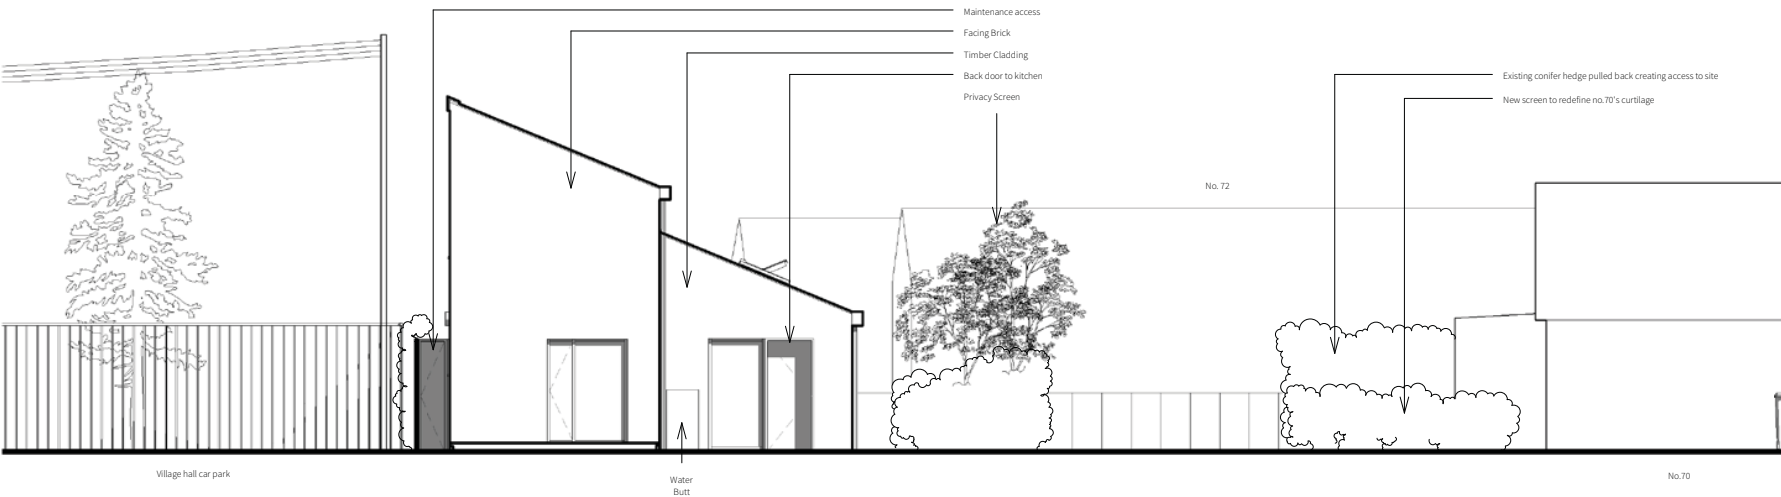 Maintenance access
Facing Brick
Timber Cladding
Back door to kitchen
Privacy Screen
Existing conifer hedge pulled back creating access to site
New screen to redefine no.70's curtilage
No. 72
Village hall car park
Water
Butt
No.70